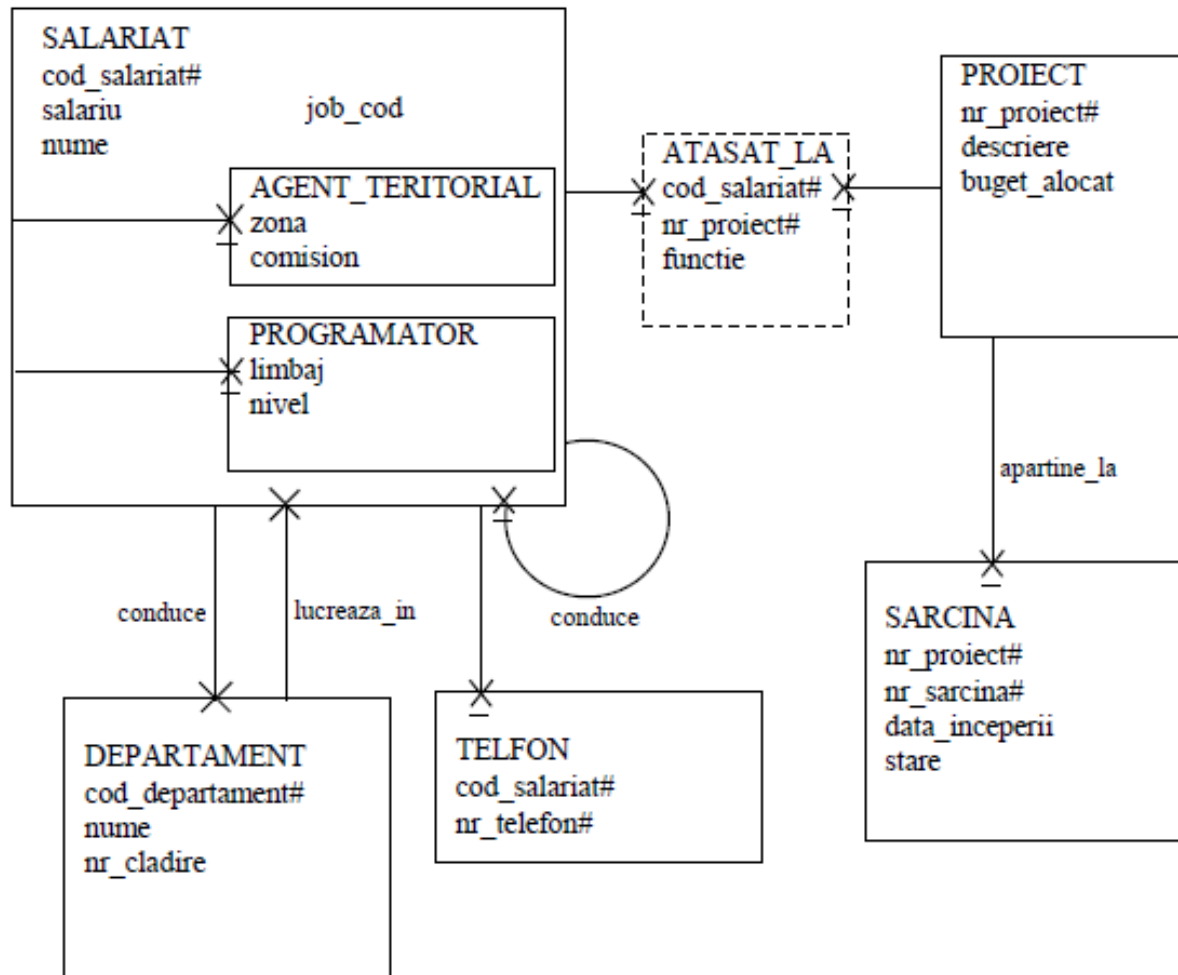 SALARIAT
cod_salariat#
salariu
job_cod
nume
AGENT_TERITORIAL
zona
comision
PROGRAMATOR
limbaj
nivel
ATASAT_LA
cod_salariat#
nr_proiect#
functie
PROIECT
nr_proiect#
descriere
buget_alocat
apartine_la
conduce
lucreaza_in
conduce
SARCINA
nr_proiect#
nr_sarcina#
data_inceperii
stare
DEPARTAMENT
cod_departament#
nume
nr_cladire
TELFON
cod_salariat#
nr_telefon#